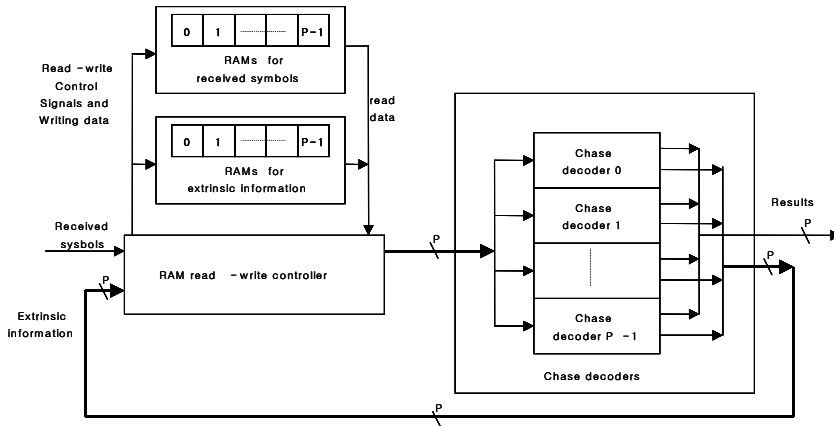 0 1 P-1
RAMs for
received symbols
Read -write
Control
Signals and
Writing data
read
data
0 1 P-1
RAMs for
extrinsic information
Received
sysbols
RAM read -write controller
P
P
Extrinsic
information
Chase
decoder 0
Chase
decoder 1
Chase
decoder P -1
Chase decoders
Results
P
P
P